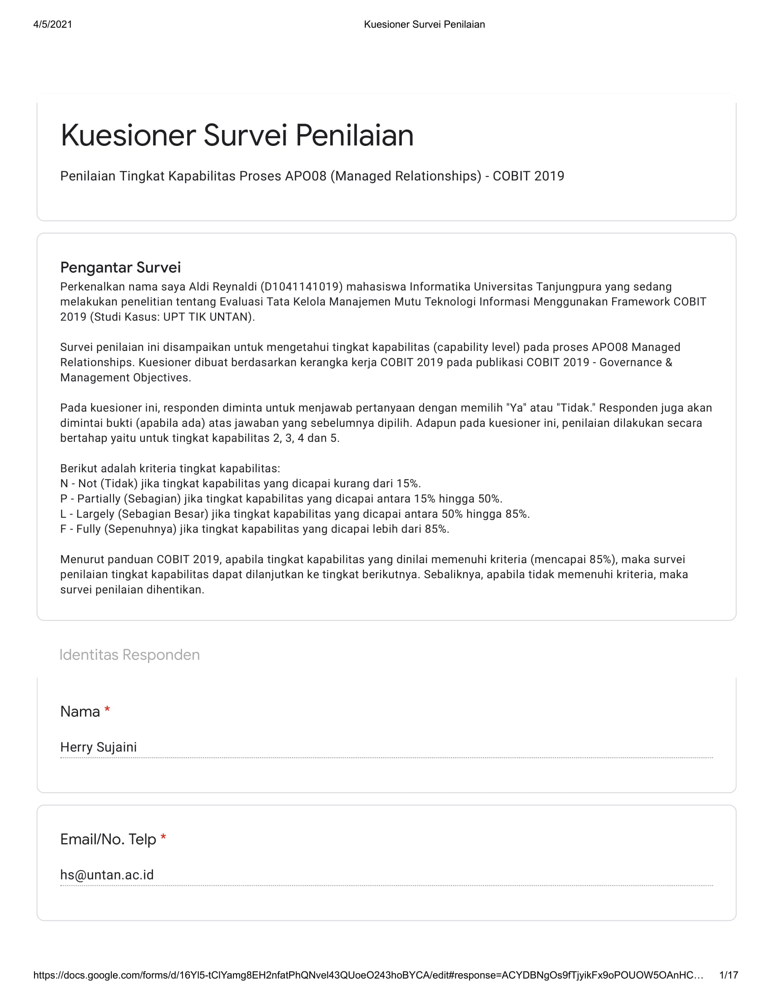 4/5/2021
Kuesioner Survei Penilaian
Kuesioner Survei Penilaian
Penilaian Tingkat Kapabilitas Proses APO08 (Managed Relationships) - COBIT 2019
Pengantar Survei
Perkenalkan nama saya Aldi Reynaldi (D1041141019) mahasiswa Informatika Universitas Tanjungpura yang sedang
melakukan penelitian tentang Evaluasi Tata Kelola Manajemen Mutu Teknologi Informasi Menggunakan Framework COBIT
2019 (Studi Kasus: UPT TIK UNTAN).
Survei penilaian ini disampaikan untuk mengetahui tingkat kapabilitas (capability level) pada proses APO08 Managed
Relationships. Kuesioner dibuat berdasarkan kerangka kerja COBIT 2019 pada publikasi COBIT 2019 - Governance &
Management Objectives.
Pada kuesioner ini, responden diminta untuk menjawab pertanyaan dengan memilih "Ya" atau "Tidak." Responden juga akan
dimintai bukti (apabila ada) atas jawaban yang sebelumnya dipilih. Adapun pada kuesioner ini, penilaian dilakukan secara
bertahap yaitu untuk tingkat kapabilitas 2, 3, 4 dan 5.
Berikut adalah kriteria tingkat kapabilitas:
N - Not (Tidak) jika tingkat kapabilitas yang dicapai kurang dari 15%.
P - Partially (Sebagian) jika tingkat kapabilitas yang dicapai antara 15% hingga 50%.
L - Largely (Sebagian Besar) jika tingkat kapabilitas yang dicapai antara 50% hingga 85%.
F - Fully (Sepenuhnya) jika tingkat kapabilitas yang dicapai lebih dari 85%.
Menurut panduan COBIT 2019, apabila tingkat kapabilitas yang dinilai memenuhi kriteria (mencapai 85%), maka survei
penilaian tingkat kapabilitas dapat dilanjutkan ke tingkat berikutnya. Sebaliknya, apabila tidak memenuhi kriteria, maka
survei penilaian dihentikan.
Identitas Responden
Nama *
Herry Sujaini
Email/No. Telp *
hs@untan.ac.id
https://docs.google.com/forms/d/16Yl5-tClYamg8EH2nfatPhQNvel43QUoeO243hoBYCA/edit#response=ACYDBNgOs9fTjyikFx9oPOUOW5OAnHC…
1/17